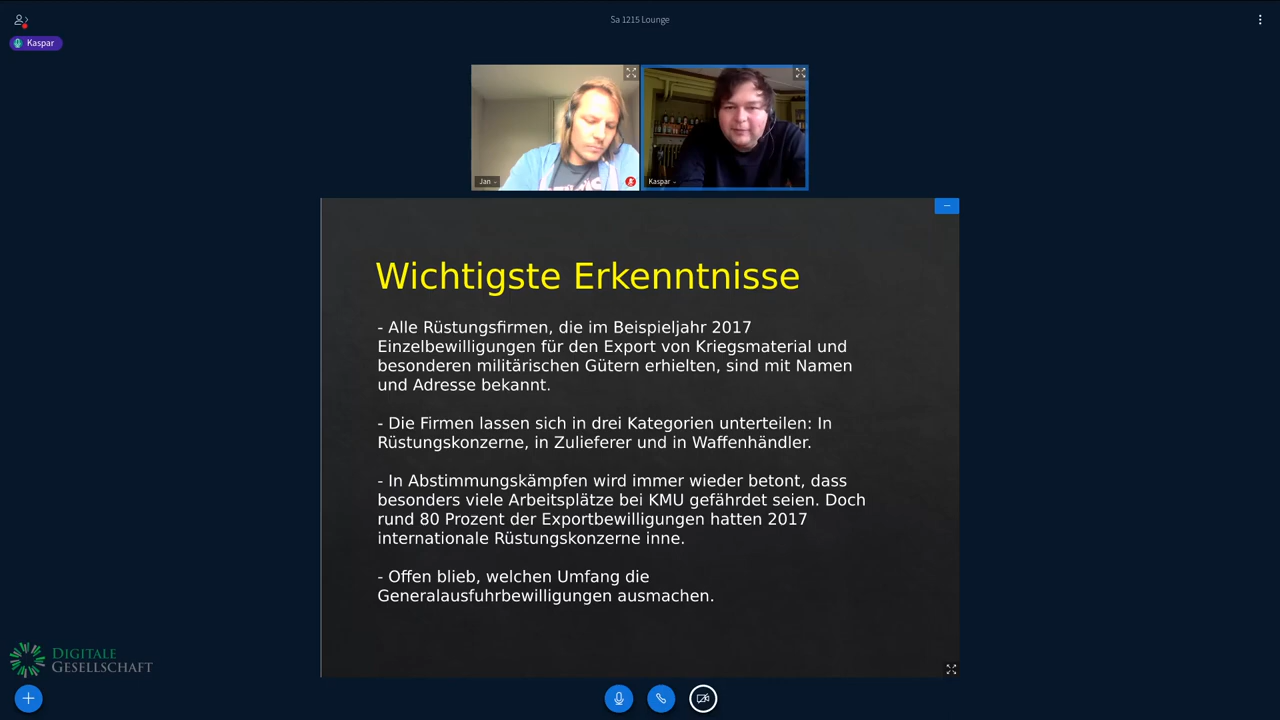 Sa 1215 Lounge
Kaspar
Jan
Kaspar
Wichtigste Erkenntnisse
- Alle Rüstungsfirmen, die im Beispieljahr 2017
Einzelbewilligungen für den Export von Kriegsmaterial und
besonderen militärischen Gütern erhielten, sind mit Namen
und Adresse bekannt.
- Die Firmen lassen sich in drei Kategorien unterteilen: In
Rüstungskonzerne, in Zulieferer und in Waffenhändler.
- In Abstimmungskämpfen wird immer wieder betont, dass
besonders viele Arbeitsplätze bei KMU gefährdet seien. Doch
rund 80 Prozent der Exportbewilligungen hatten 2017
internationale Rüstungskonzerne inne.
- Offen blieb, welchen Umfang die
Generalausfuhrbewilligungen ausmachen.
DIGITALE
GESELLSCHAFT